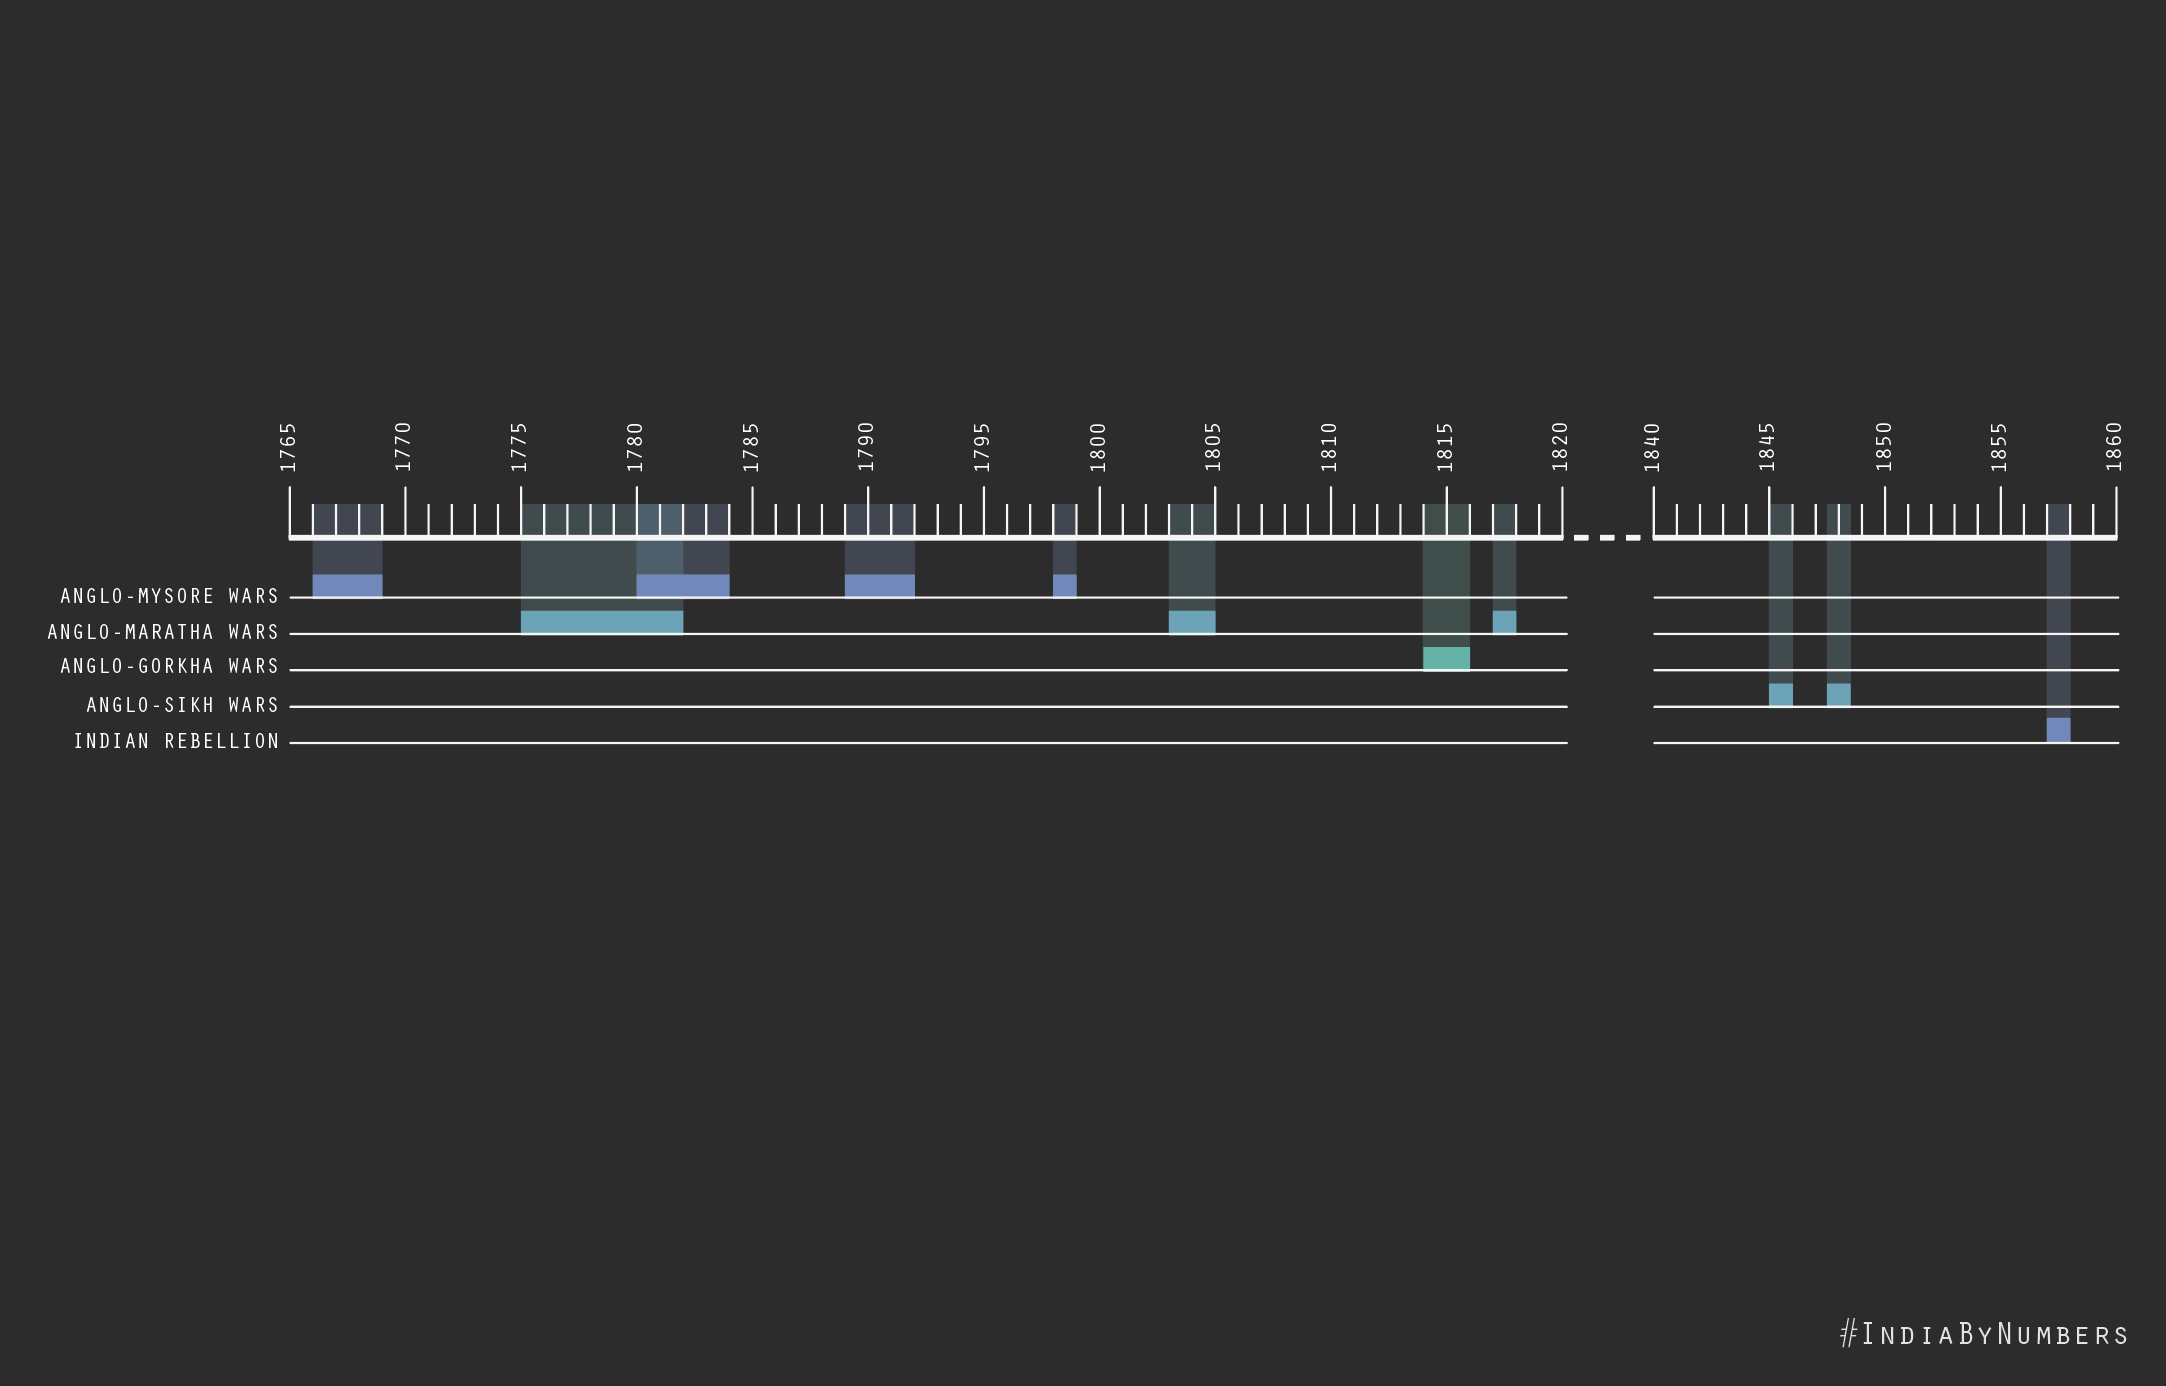 1765 1770 1775 1780 1785 1790 1795 1800 1805 1810 1815 1820 1840 1845 1850 1855 1860
ANGLO-MYSORE WARS
ANGLO-MARATHA WARS
ANGLO-GORKHA WARS
ANGLO-SIKH WARS
INDIAN REBELLION
#IndiaByNumbers